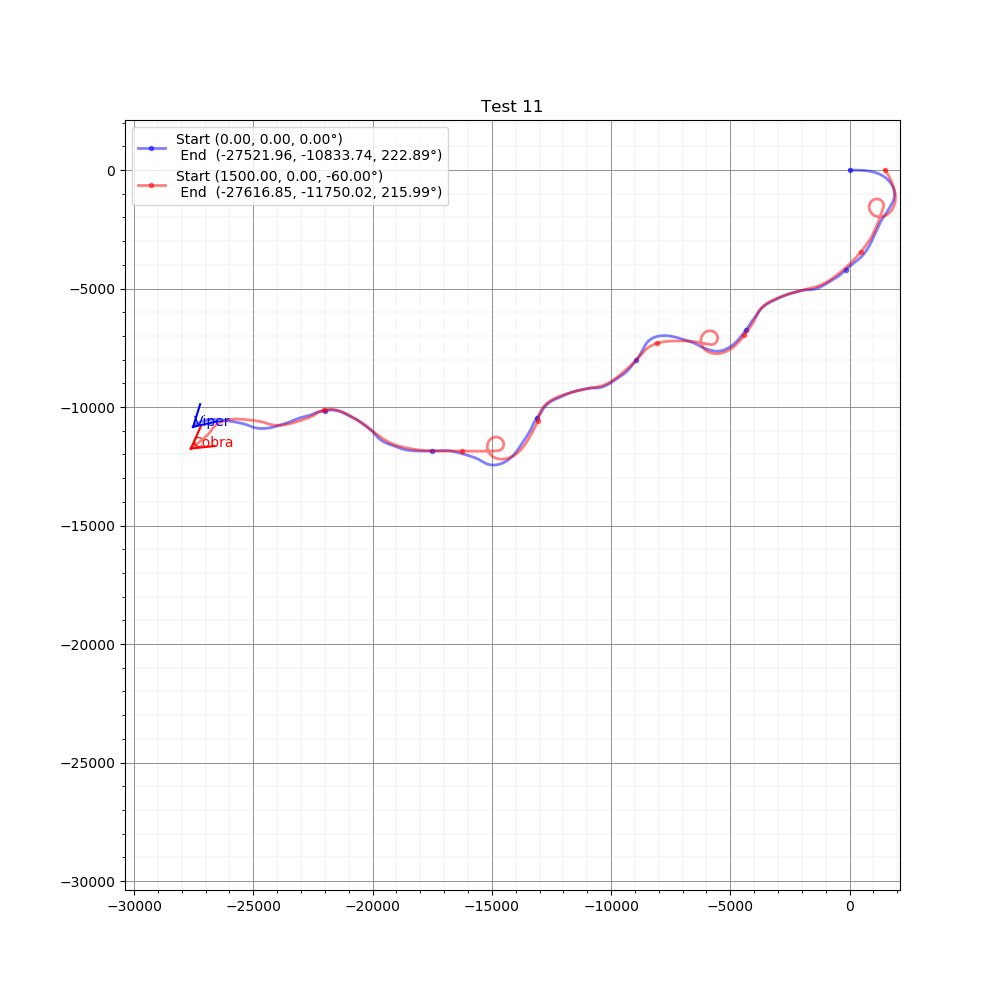 Test 11
Start (0.00, 0.00, 0.00°)
End (-27521.96, -10833.74, 222.89°)
Start (1500.00, 0.00, -60.00°)
End (-27616.85, -11750.02, 215.99°)
0
−5000
−10000
−15000
−20000
−25000
−30000
Viper
Cobra
−30000 −25000 −20000 −15000 −10000 −5000 0